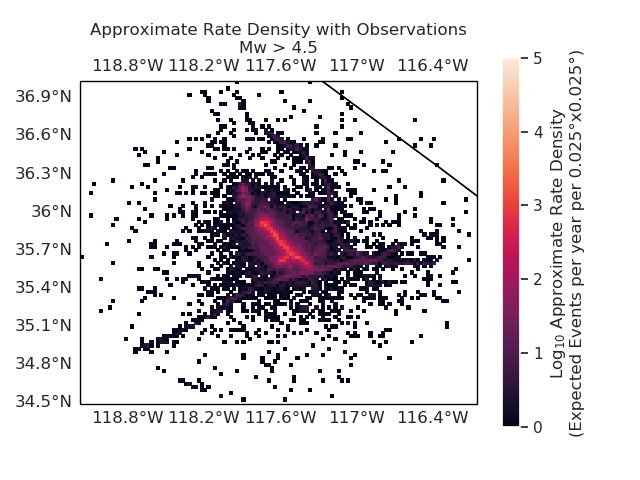 Approximate Rate Density with Observations
Mw > 4.5
118.8°W 118.2°W 117.6°W 117°W 116.4°W
36.9°N
36.6°N
36.3°N
36°N
35.7°N
35.4°N
35.1°N
34.8°N
34.5°N
118.8°W 118.2°W 117.6°W 117°W 116.4°W
5
4
3
2
1
0
Log₁₀ Approximate Rate Density
(Expected Events per year per 0.025°x0.025°)